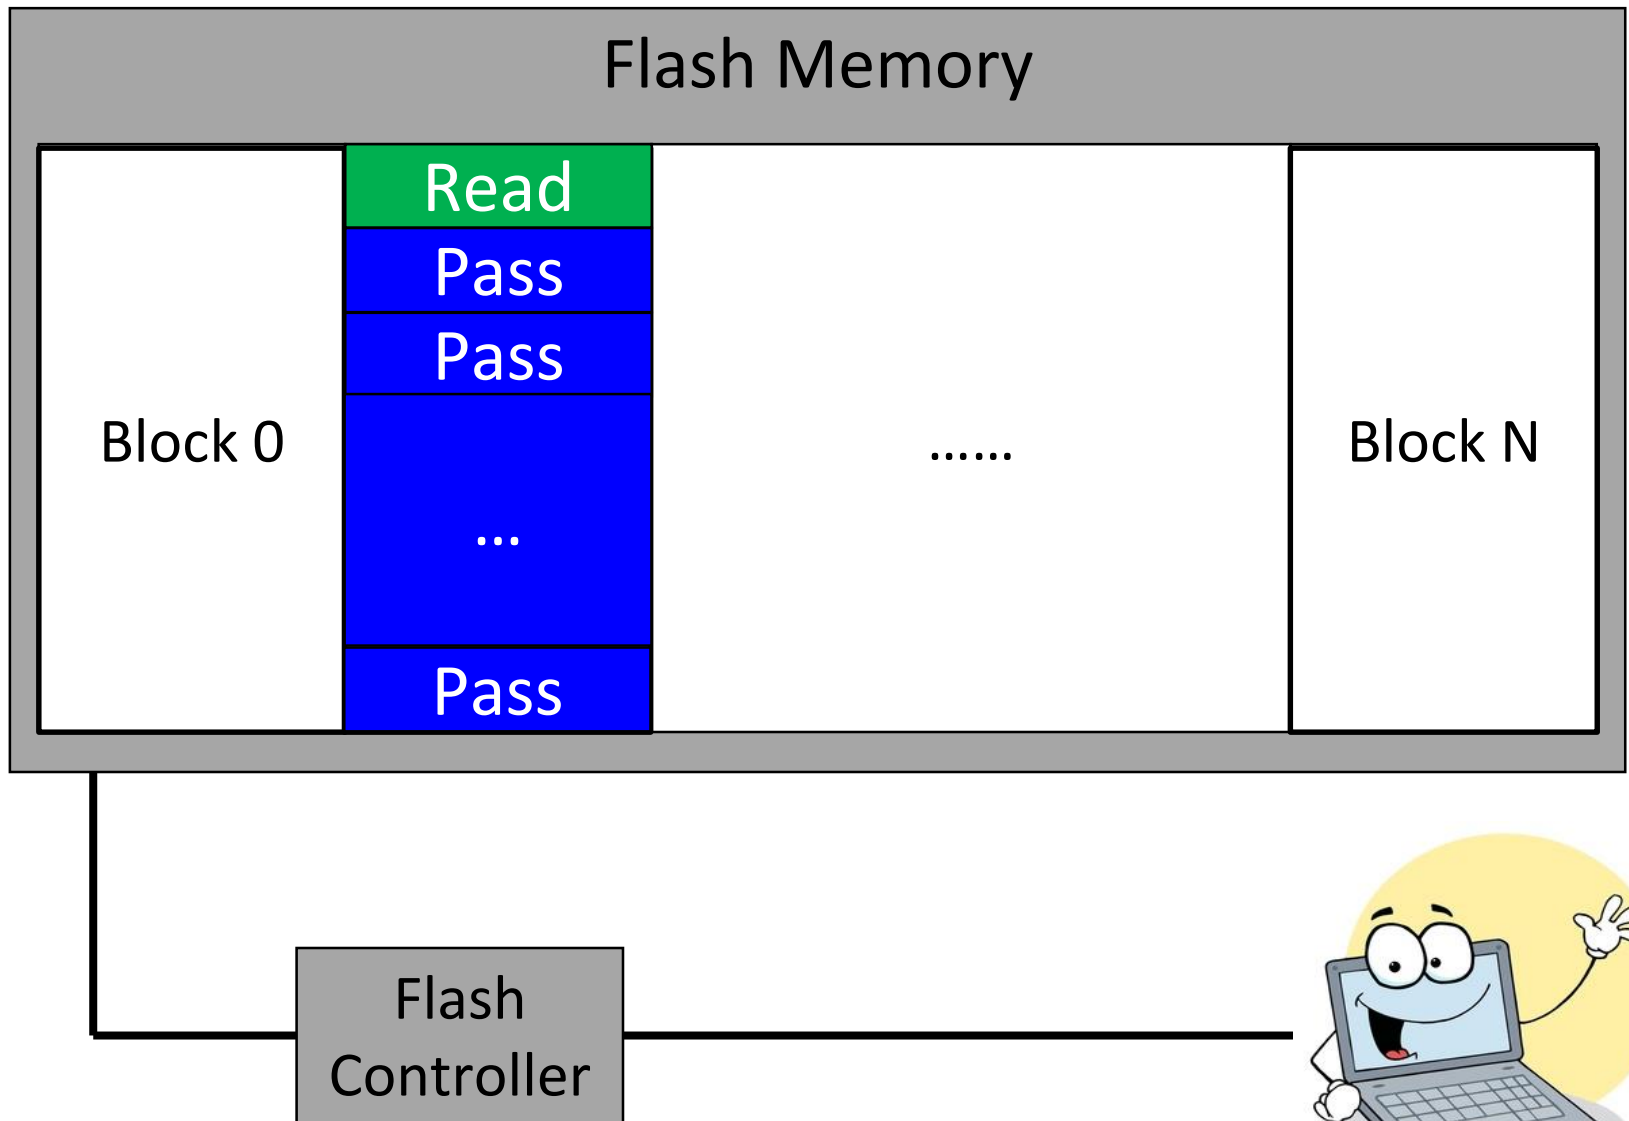 Flash Memory
Read
Pass
Pass
Block 0
……
Block N
…
Pass
Flash
Controller